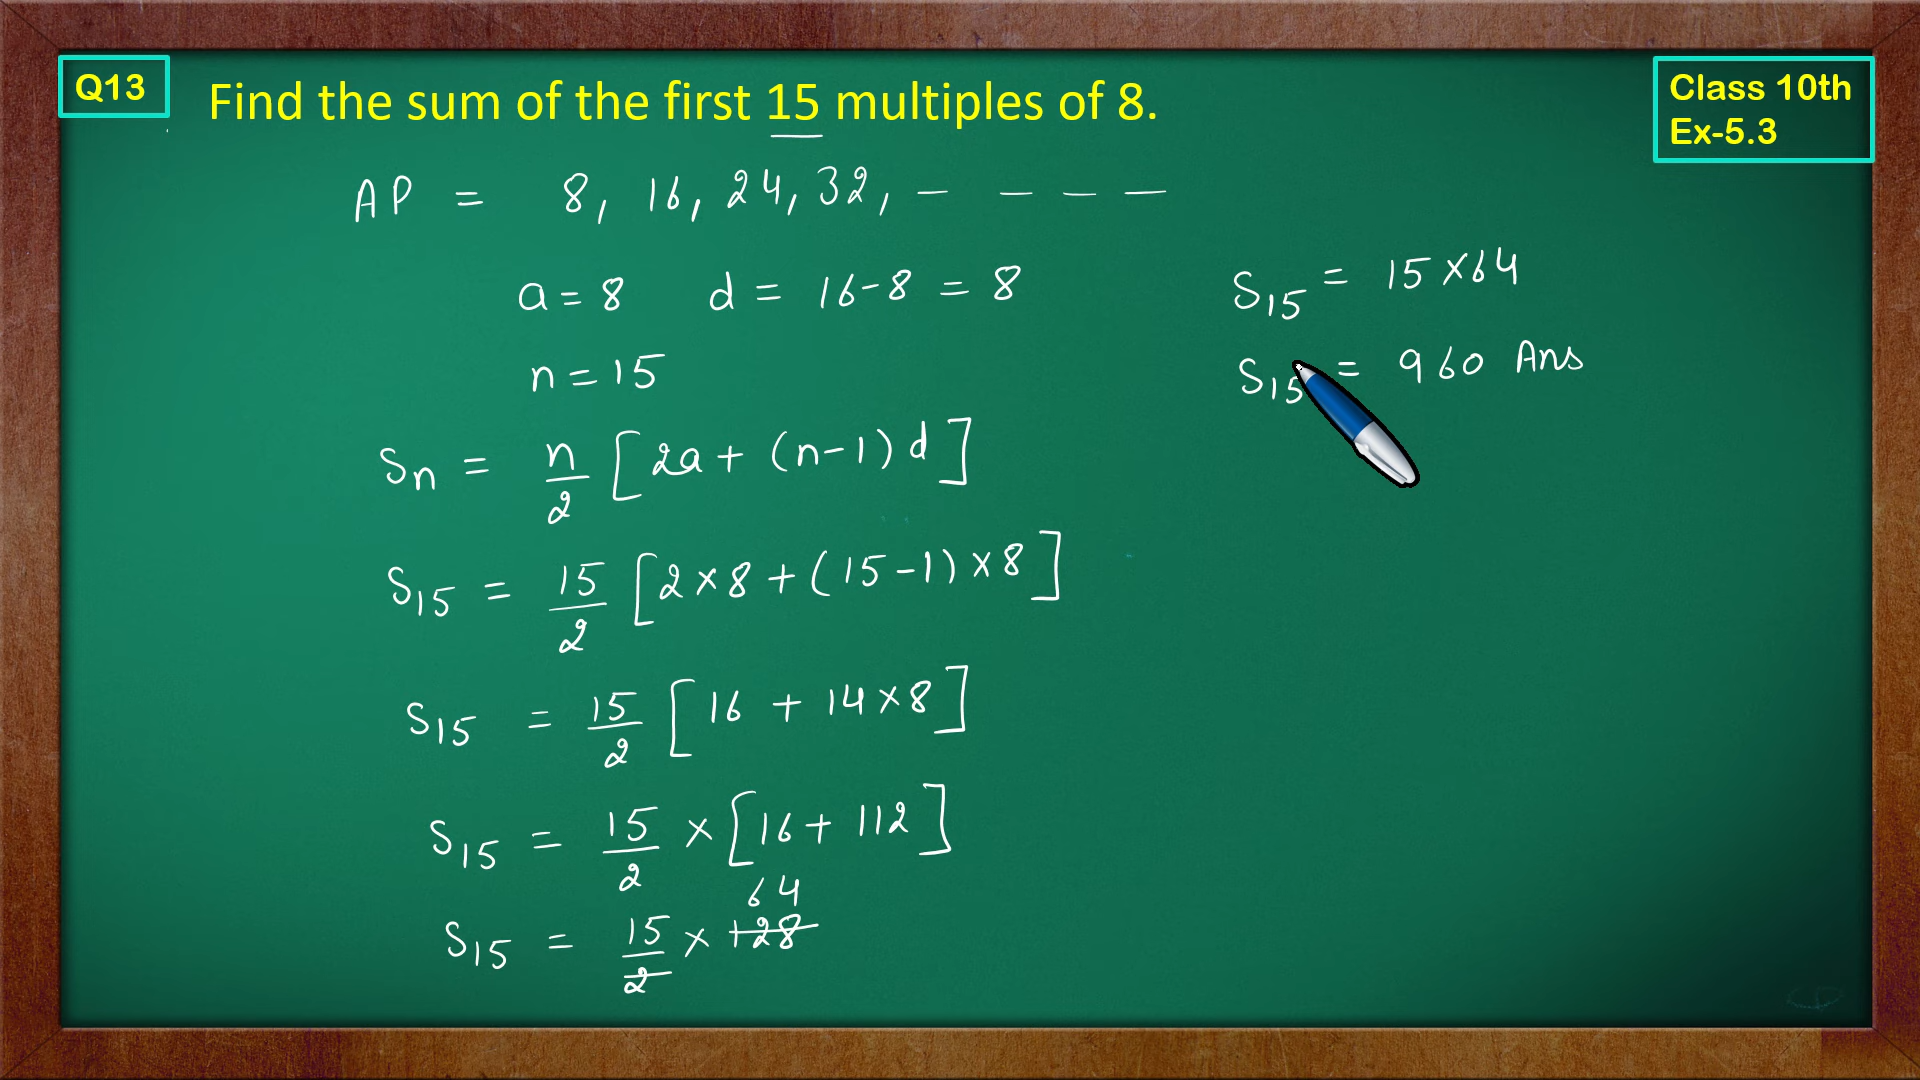 Q13
Find the sum of the first 15 multiples of 8.
Class 10th
Ex-5.3
AP = 8, 16, 24, 32, – – – –
a = 8 d = 16-8 = 8
n = 15
Sn = n/2 [2a + (n-1) d]
S15 = 15/2 [2×8 + (15-1)×8]
S15 = 15/2 [16 + 14×8]
S15 = 15/2 × [16 + 112]
64
S15 = 15/2 × 128
S15 = 15×64
S15 = 960 Ans